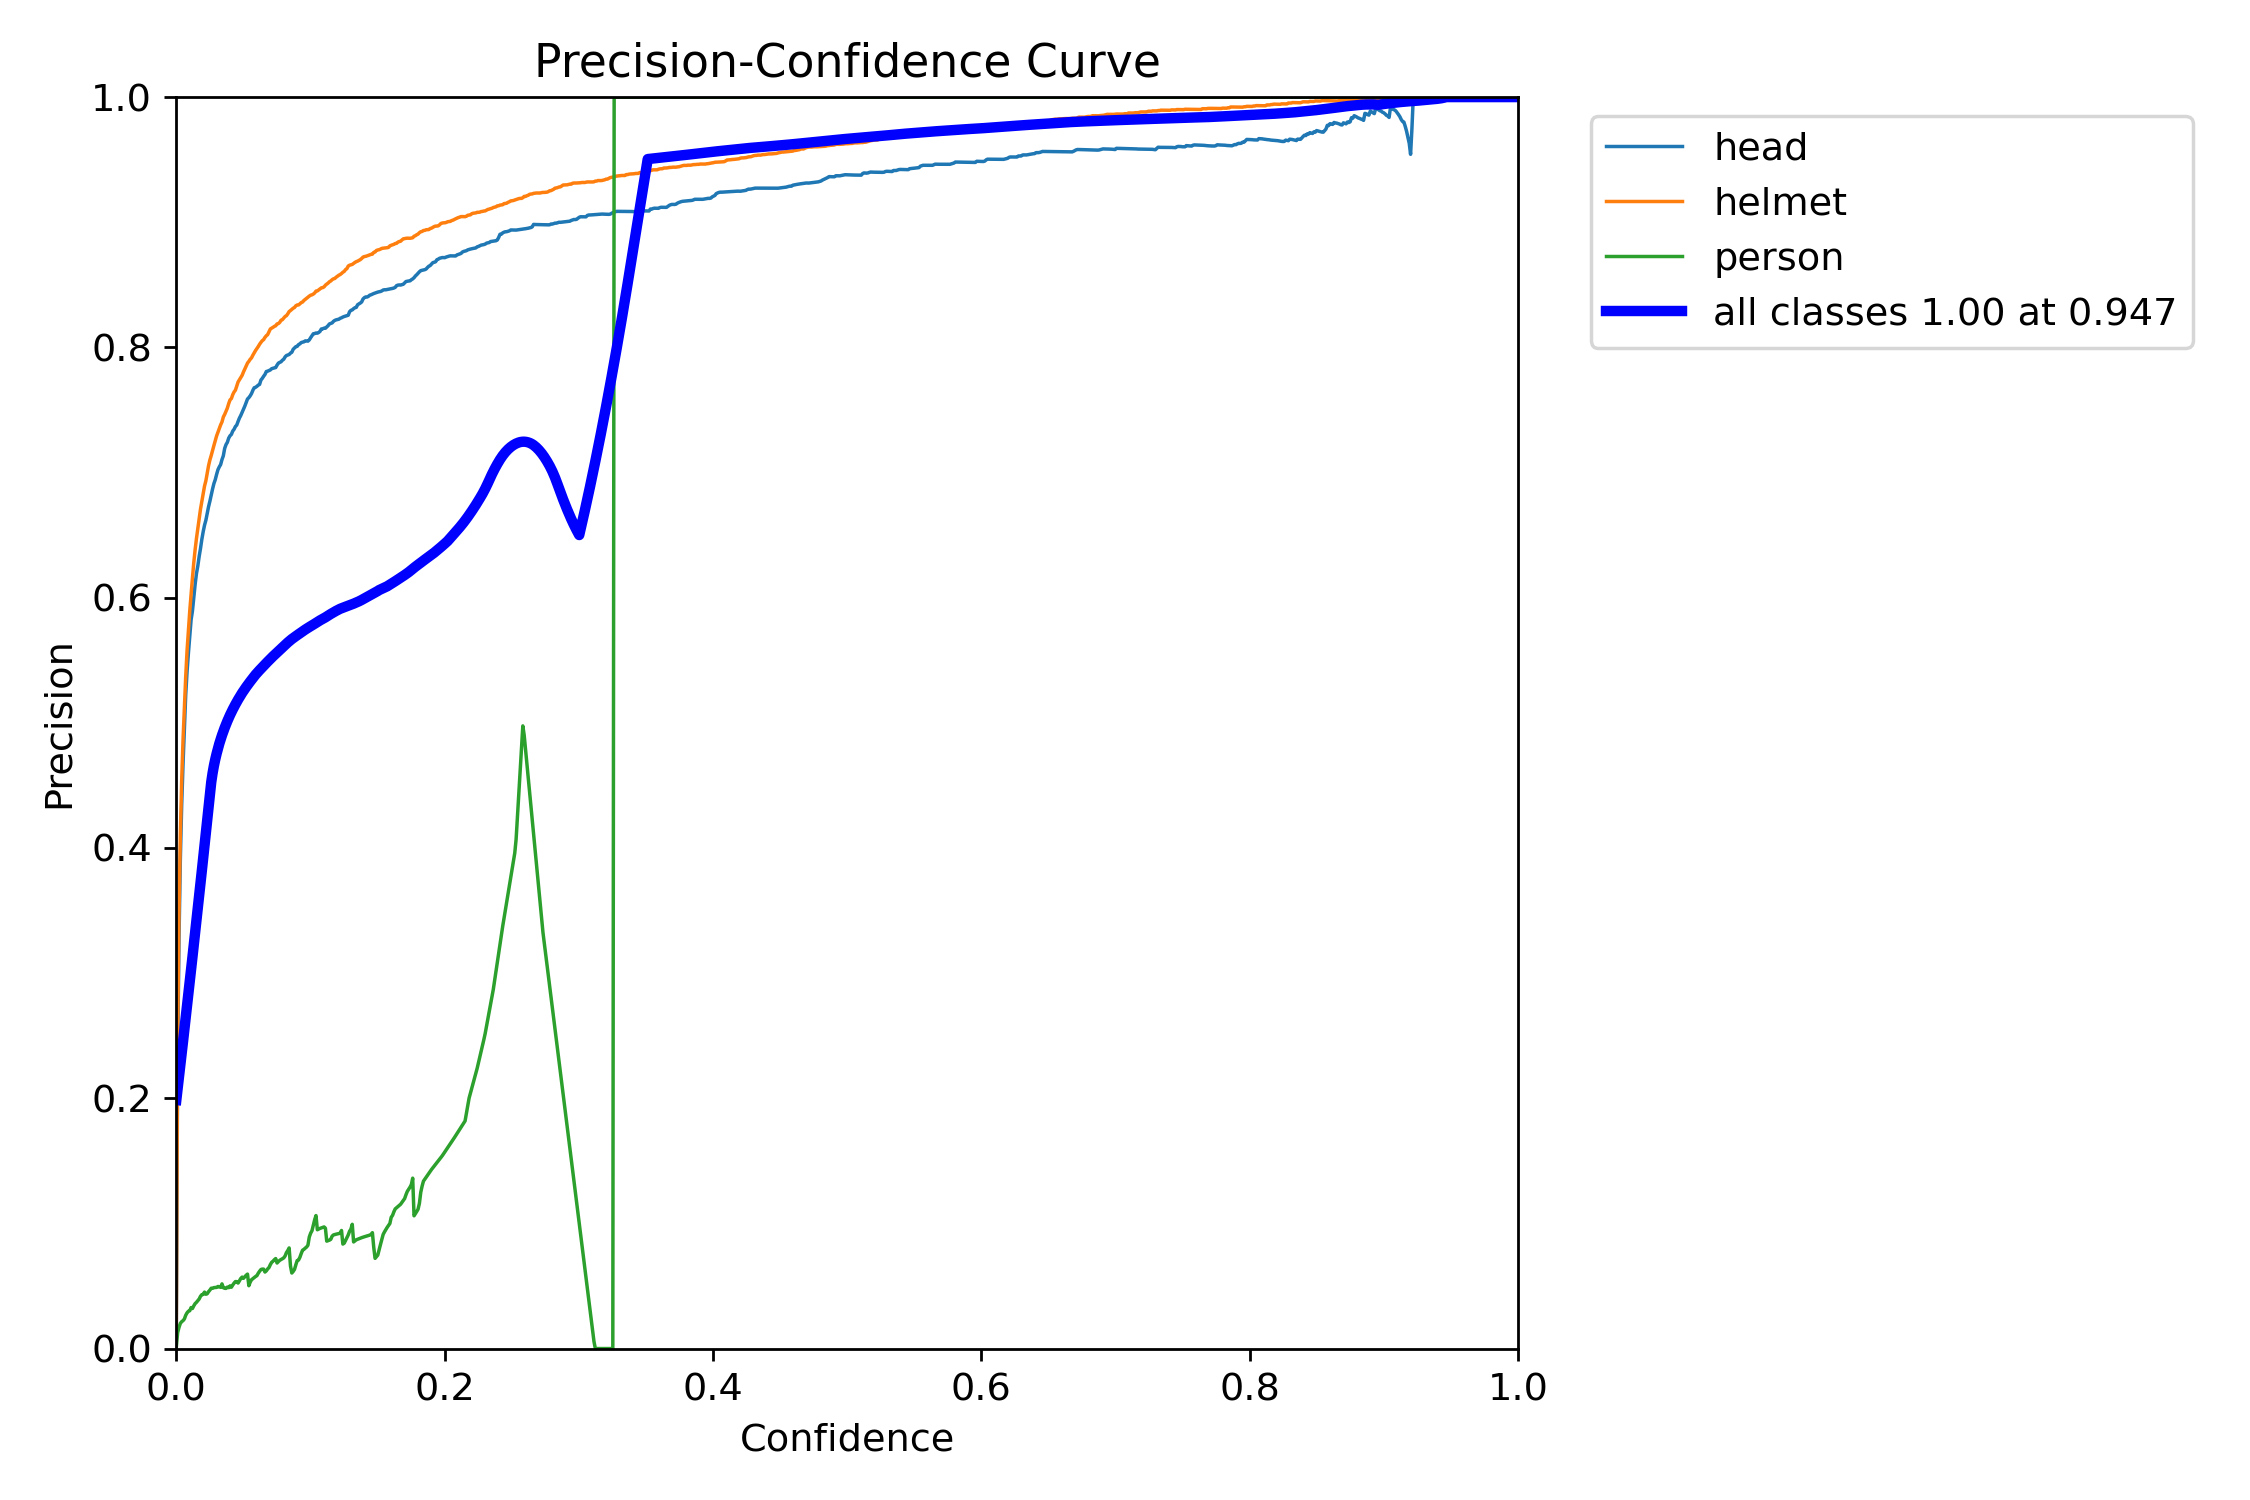 Precision-Confidence Curve
1.0
0.8
0.6
0.4
0.2
0.0
Precision
0.0 0.2 0.4 0.6 0.8 1.0
Confidence
head
helmet
person
all classes 1.00 at 0.947